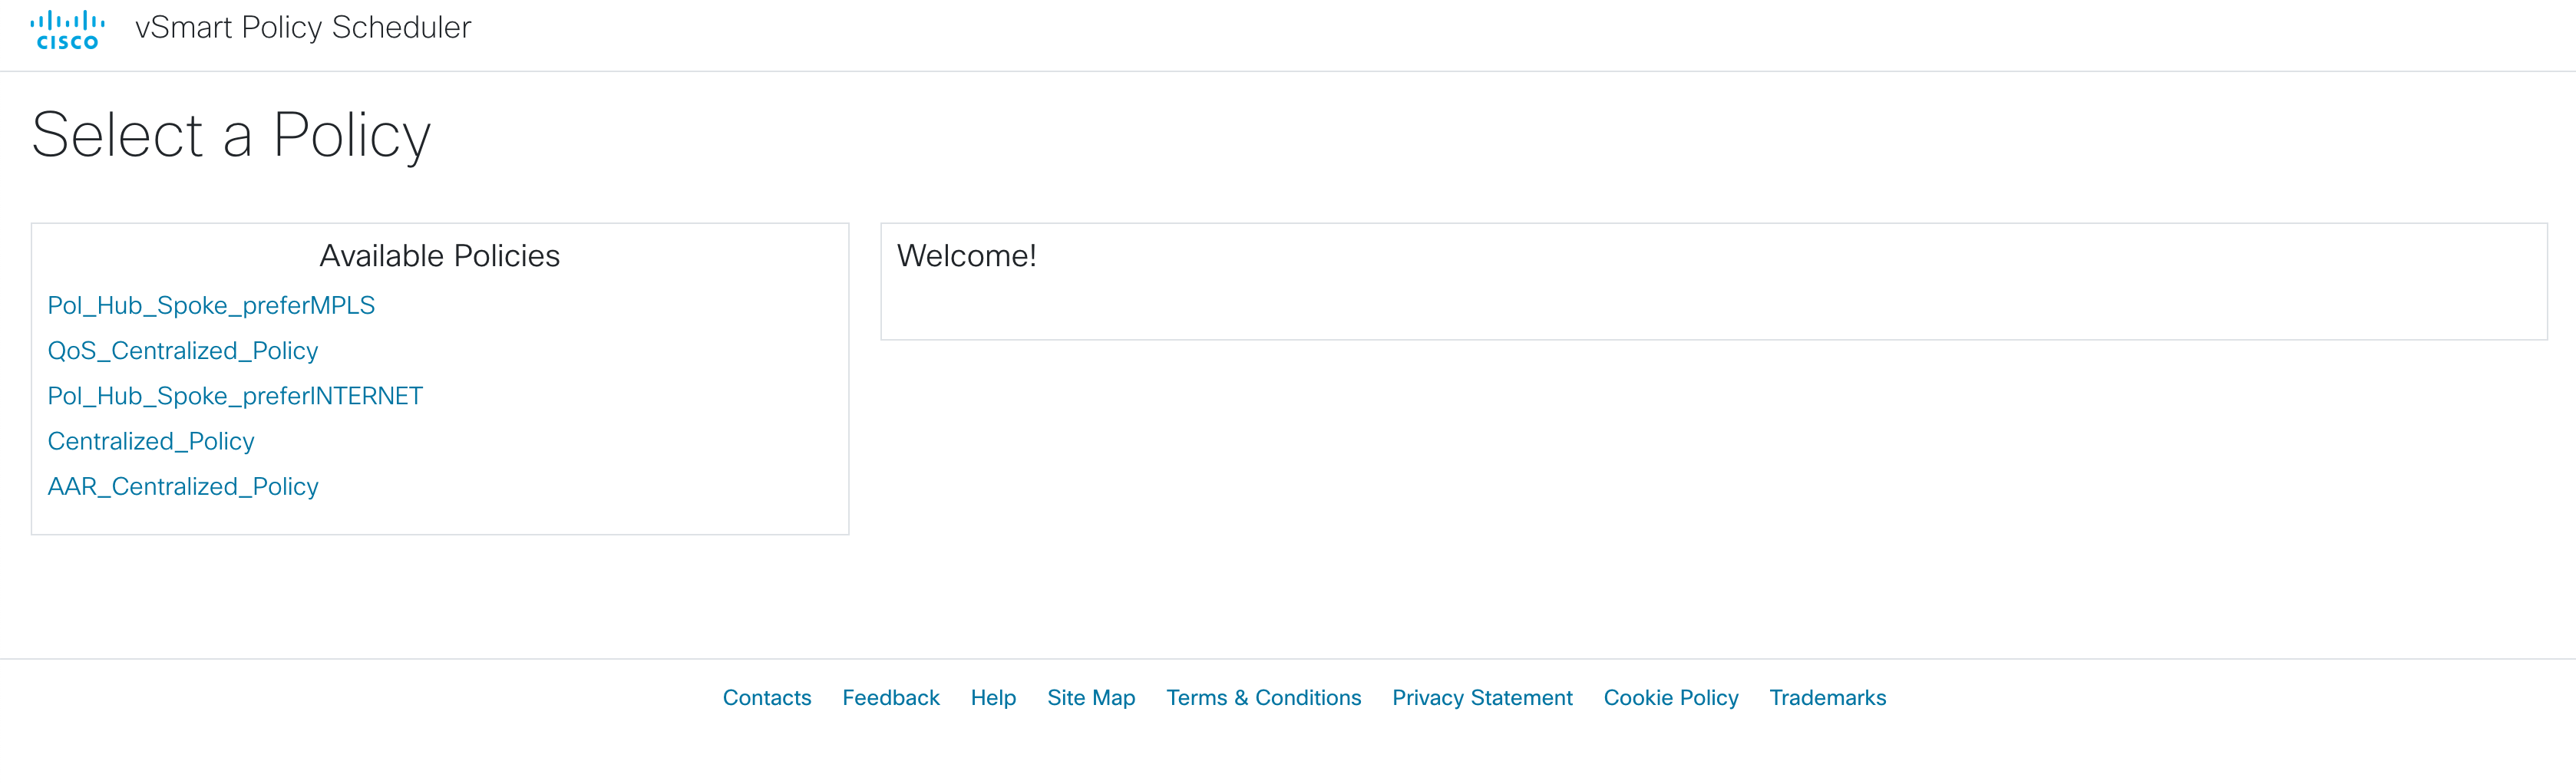 CISCO
vSmart Policy Scheduler
Select a Policy
Available Policies
Pol_Hub_Spoke_preferMPLS
QoS_Centralized_Policy
Pol_Hub_Spoke_preferINTERNET
Centralized_Policy
AAR_Centralized_Policy
Welcome!
Contacts Feedback Help Site Map Terms & Conditions Privacy Statement Cookie Policy Trademarks